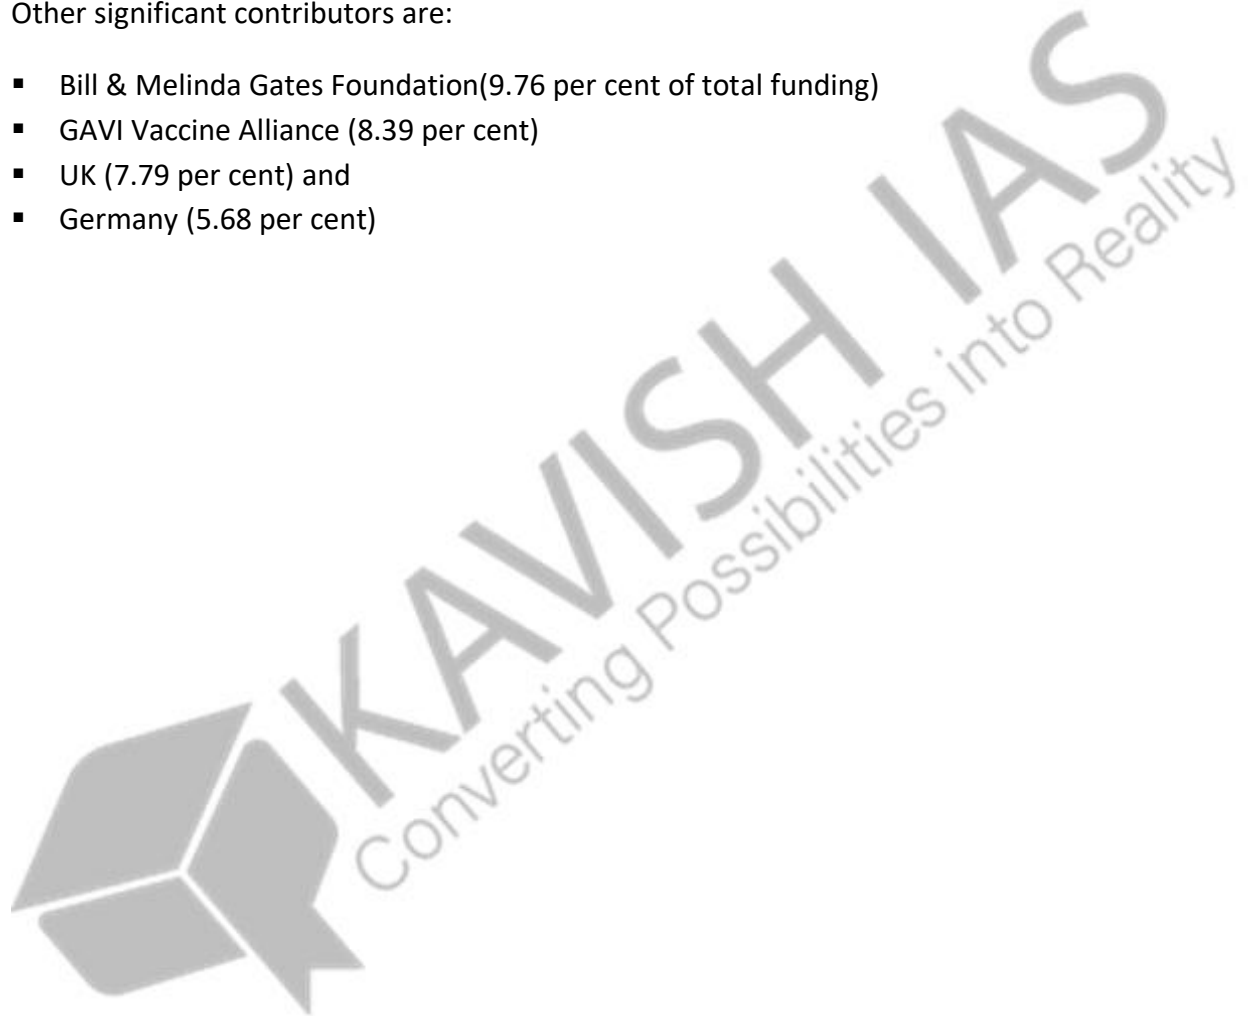 Other significant contributors are:
▪ Bill & Melinda Gates Foundation(9.76 per cent of total funding)
▪ GAVI Vaccine Alliance (8.39 per cent)
▪ UK (7.79 per cent) and
▪ Germany (5.68 per cent)
KAVISH IAS
Converting Possibilities into Reality